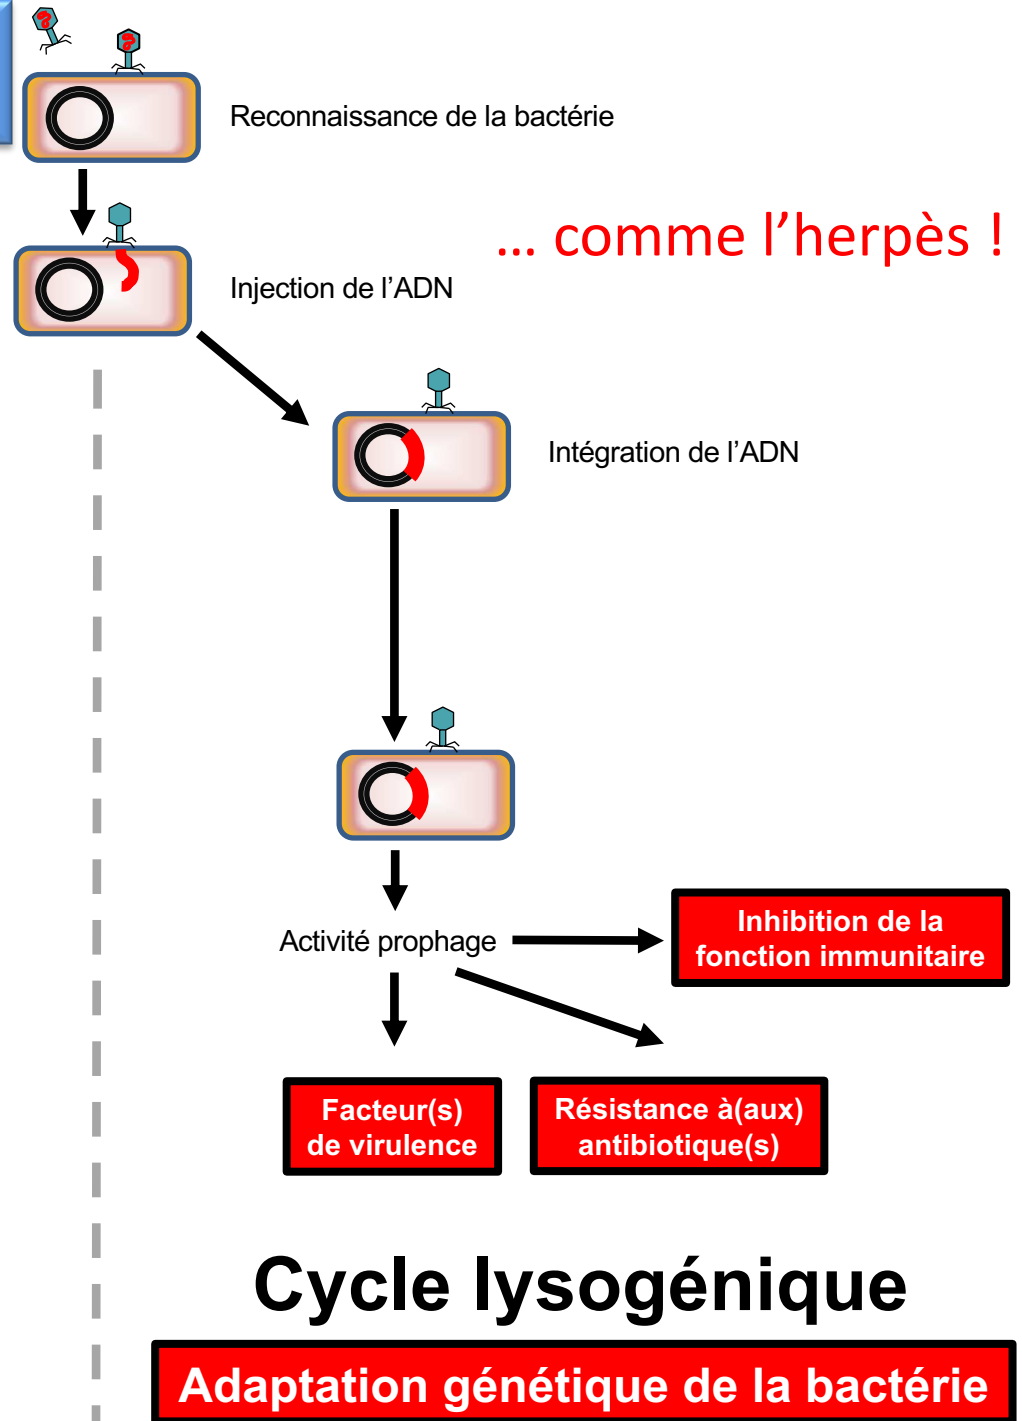 Reconnaissance de la bactérie
... comme l’herpès !
Injection de l’ADN
Intégration de l’ADN
Activité prophage
Inhibition de la
fonction immunitaire
Facteur(s)
de virulence
Résistance à(aux)
antibiotique(s)
Cycle lysogénique
Adaptation génétique de la bactérie